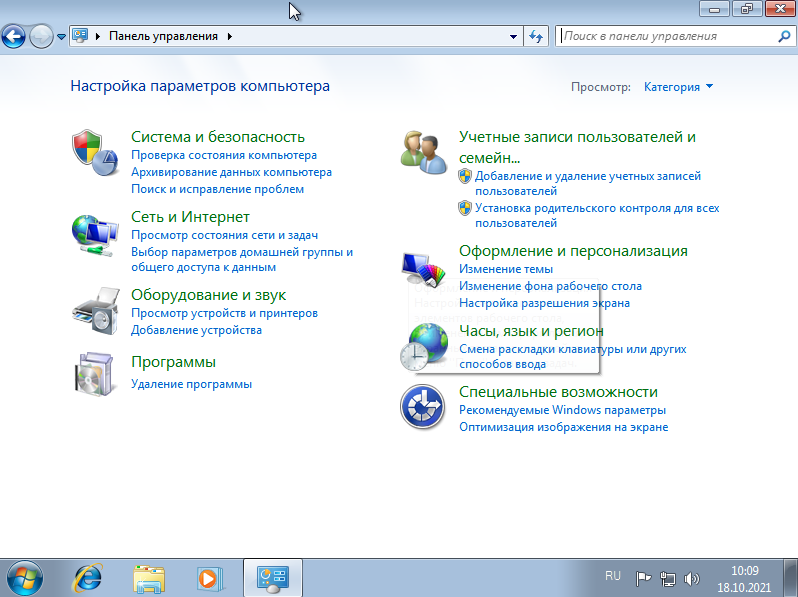 Панель управления
Поиск в панели управления
Настройка параметров компьютера
Просмотр: Категория
Система и безопасность
Проверка состояния компьютера
Архивирование данных компьютера
Поиск и исправление проблем
Сеть и Интернет
Просмотр состояния сети и задач
Выбор параметров домашней группы и
общего доступа к данным
Оборудование и звук
Просмотр устройств и принтеров
Добавление устройства
Программы
Удаление программы
Учетные записи пользователей и
семейн...
Добавление и удаление учетных записей
пользователей
Установка родительского контроля для всех
пользователей
Оформление и персонализация
Изменение темы
Изменение фона рабочего стола
Настройка разрешения экрана
Часы, язык и регион
Смена раскладки клавиатуры или других
способов ввода
Специальные возможности
Рекомендуемые Windows параметры
Оптимизация изображения на экране
RU
10:09
18.10.2021